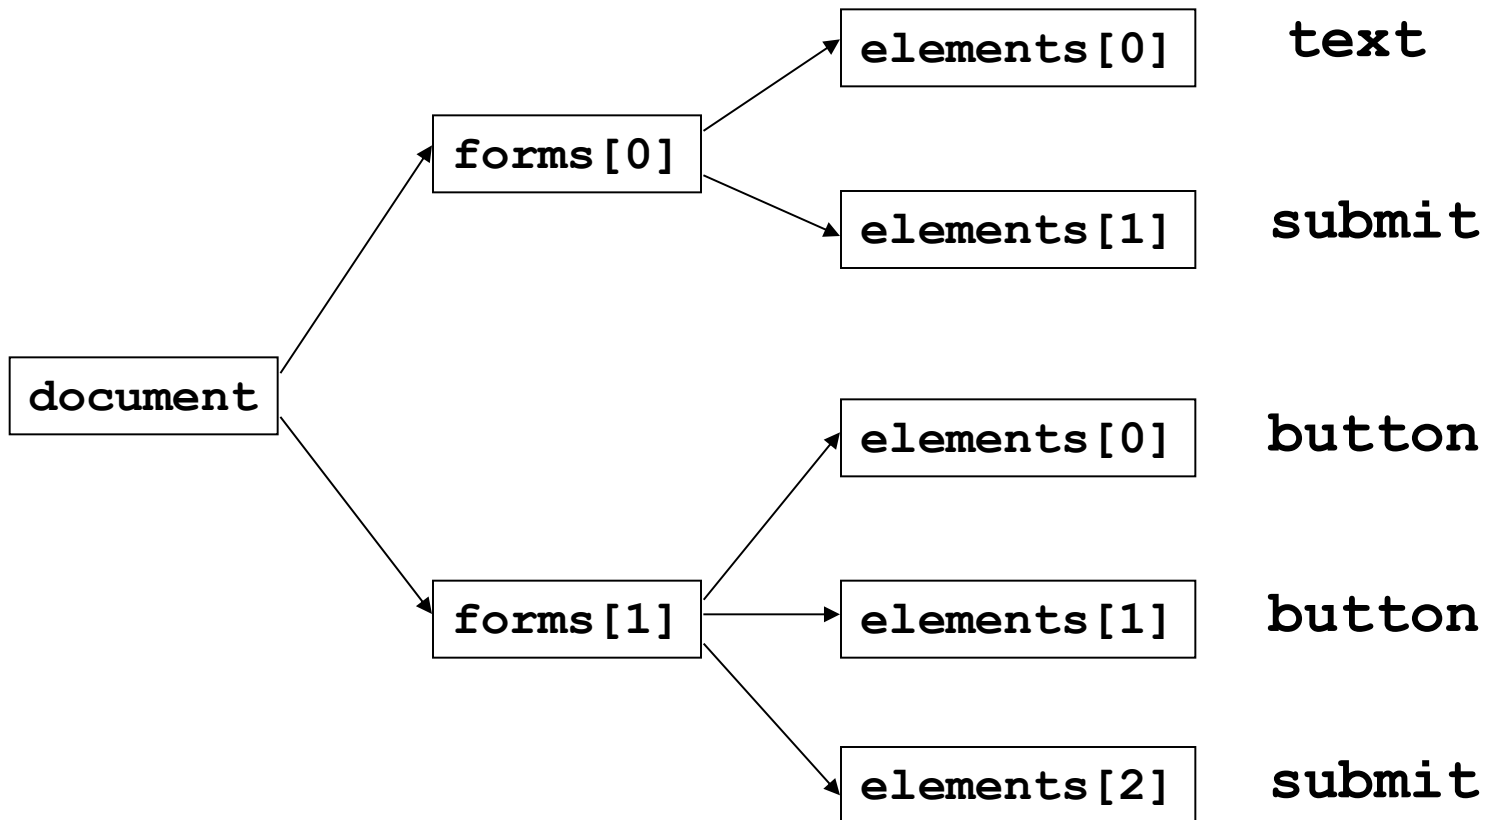 elements[0] text
forms[0]
elements[1] submit
document
elements[0] button
forms[1] elements[1] button
elements[2] submit